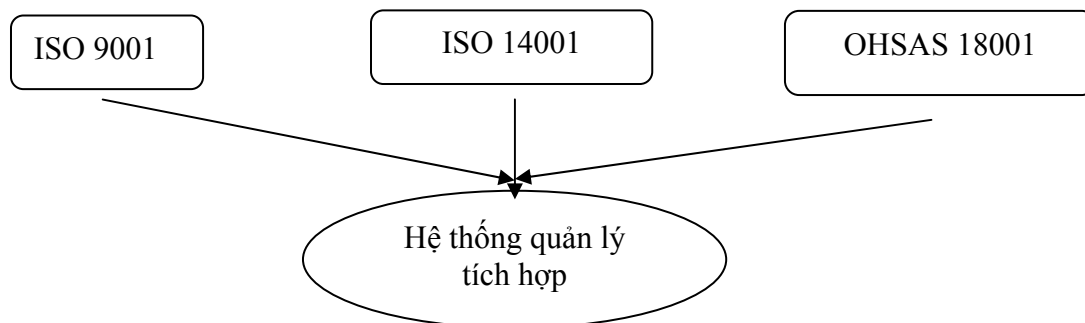 ISO 9001
ISO 14001
OHSAS 18001
Hệ thống quản lý
tích hợp